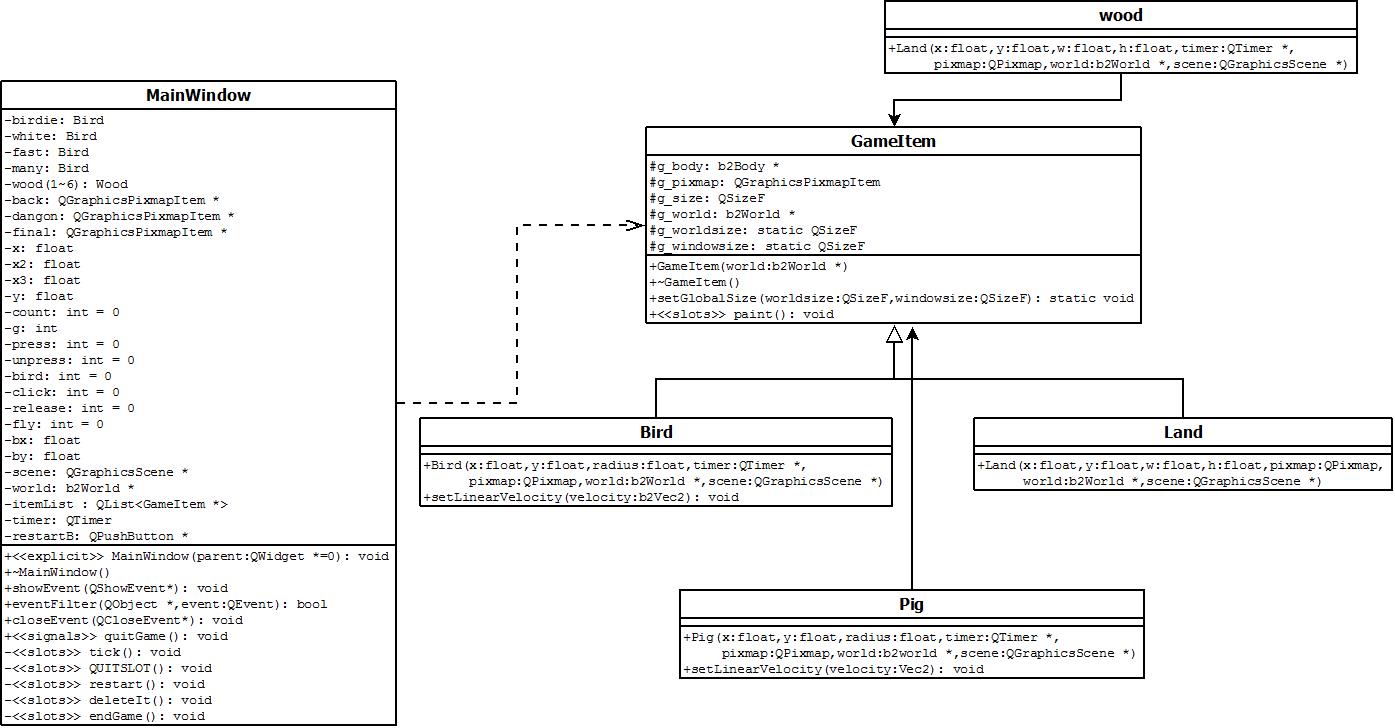 wood
+Land(x:float,y:float,w:float,h:float,timer:QTimer *,
pixmap:QPixmap,world:b2World *,scene:QGraphicsScene *)
MainWindow
-birdie: Bird
-white: Bird
-fast: Bird
-many: Bird
-wood(1~6): Wood
-back: QGraphicsPixmapItem *
-dangon: QGraphicsPixmapItem *
-final: QGraphicsPixmapItem *
-x: float
-x2: float
-x3: float
-y: float
-count: int = 0
-g: int
-press: int = 0
-unpress: int = 0
-bird: int = 0
-click: int = 0
-release: int = 0
-fly: int = 0
-bx: float
-by: float
-scene: QGraphicsScene *
-world: b2World *
-itemList : QList<GameItem *>
-timer: QTimer
-restartB: QPushButton *
+<<explicit>> MainWindow(parent:QWidget *=0): void
+~MainWindow()
+showEvent(QShowEvent*): void
+eventFilter(QObject *,event:QEvent): bool
+closeEvent(QCloseEvent*): void
+<<signals>> quitGame(): void
-<<slots>> tick(): void
-<<slots>> QUITSLOT(): void
-<<slots>> restart(): void
-<<slots>> deleteIt(): void
-<<slots>> endGame(): void
GameItem
#g_body: b2Body *
#g_pixmap: QGraphicsPixmapItem
#g_size: QSizeF
#g_world: b2World *
#g_worldsize: static QSizeF
#g_windowsize: static QSizeF
+GameItem(world:b2World *)
+~GameItem()
+setGlobalSize(worldsize:QSizeF,windowsize:QSizeF): static void
+<<slots>> paint(): void
Bird
+Bird(x:float,y:float,radius:float,timer:QTimer *,
pixmap:QPixmap,world:b2World *,scene:QGraphicsScene *)
+setLinearVelocity(velocity:b2Vec2): void
Land
+Land(x:float,y:float,w:float,h:float,pixmap:QPixmap,
world:b2World *,scene:QGraphicsScene *)
Pig
+Pig(x:float,y:float,radius:float,timer:QTimer *,
pixmap:QPixmap,world:b2world *,scene:QGraphicsScene *)
+setLinearVelocity(velocity:Vec2): void